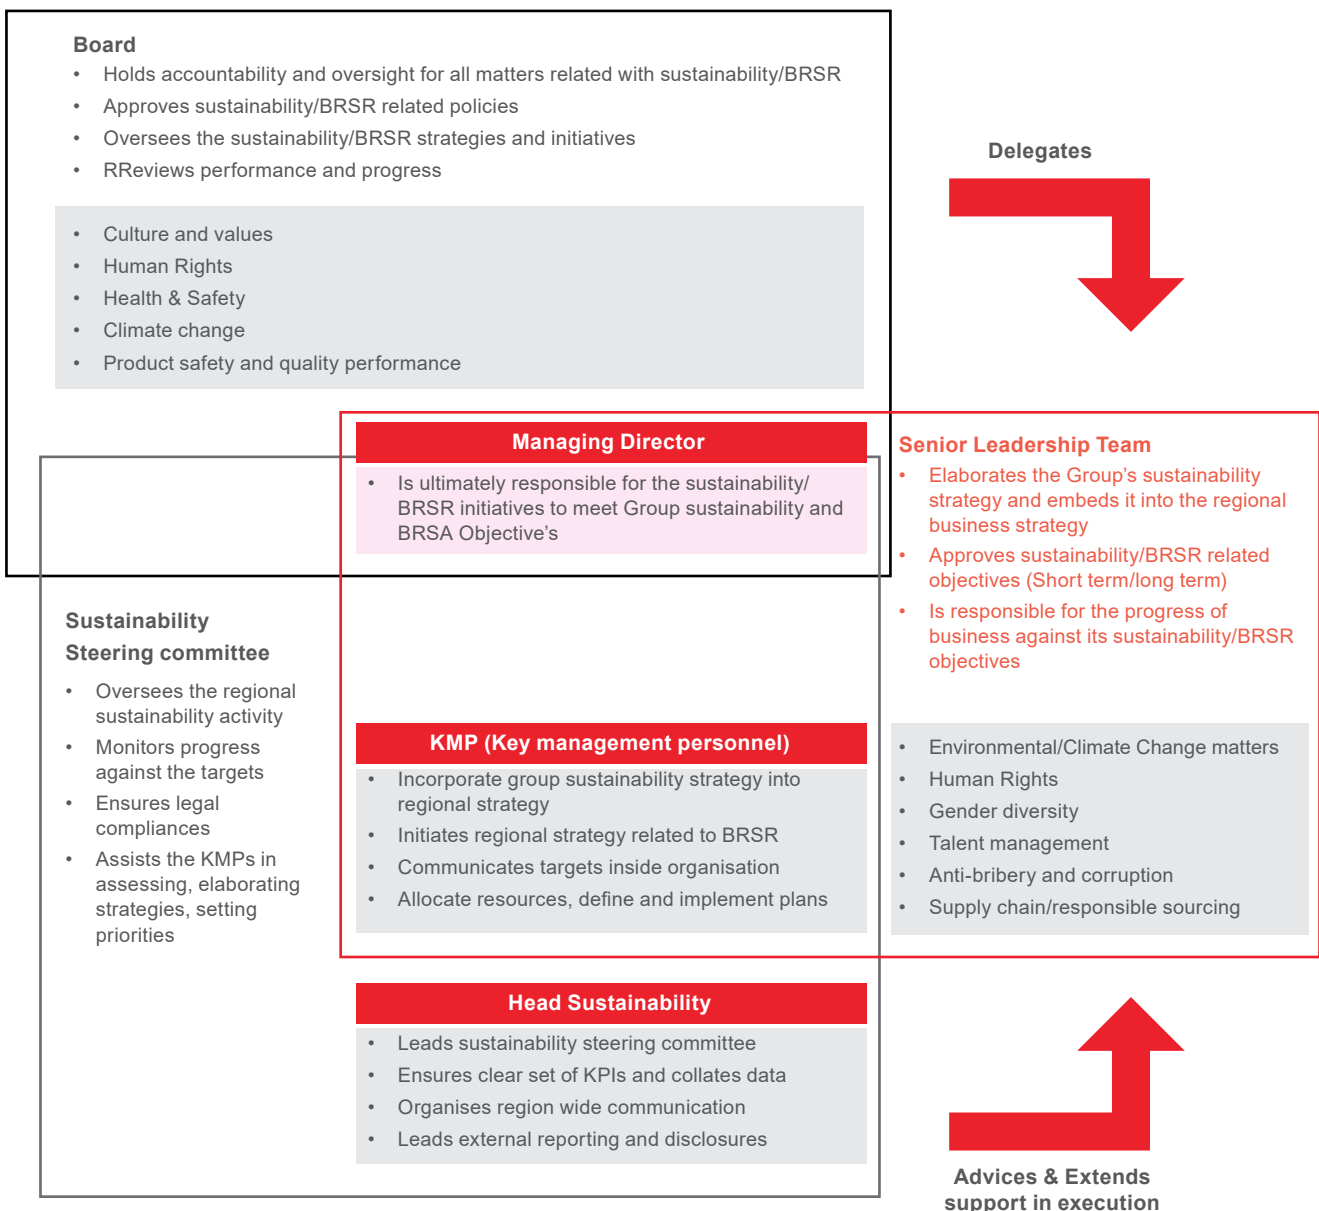 Board
• Holds accountability and oversight for all matters related with sustainability/BRSR
• Approves sustainability/BRSR related policies
• Oversees the sustainability/BRSR strategies and initiatives
• RReviews performance and progress
• Culture and values
• Human Rights
• Health & Safety
• Climate change
• Product safety and quality performance
Delegates
Managing Director
• Is ultimately responsible for the sustainability/
BRSR initiatives to meet Group sustainability and
BRSA Objective’s
Senior Leadership Team
• Elaborates the Group’s sustainability
strategy and embeds it into the regional
business strategy
• Approves sustainability/BRSR related
objectives (Short term/long term)
• Is responsible for the progress of
business against its sustainability/BRSR
objectives
• Environmental/Climate Change matters
• Human Rights
• Gender diversity
• Talent management
• Anti-bribery and corruption
• Supply chain/responsible sourcing
Sustainability
Steering committee
• Oversees the regional
sustainability activity
• Monitors progress
against the targets
• Ensures legal
compliances
• Assists the KMPs in
assessing, elaborating
strategies, setting
priorities
KMP (Key management personnel)
• Incorporate group sustainability strategy into
regional strategy
• Initiates regional strategy related to BRSR
• Communicates targets inside organisation
• Allocate resources, define and implement plans
Head Sustainability
• Leads sustainability steering committee
• Ensures clear set of KPIs and collates data
• Organises region wide communication
• Leads external reporting and disclosures
Advices & Extends
support in execution